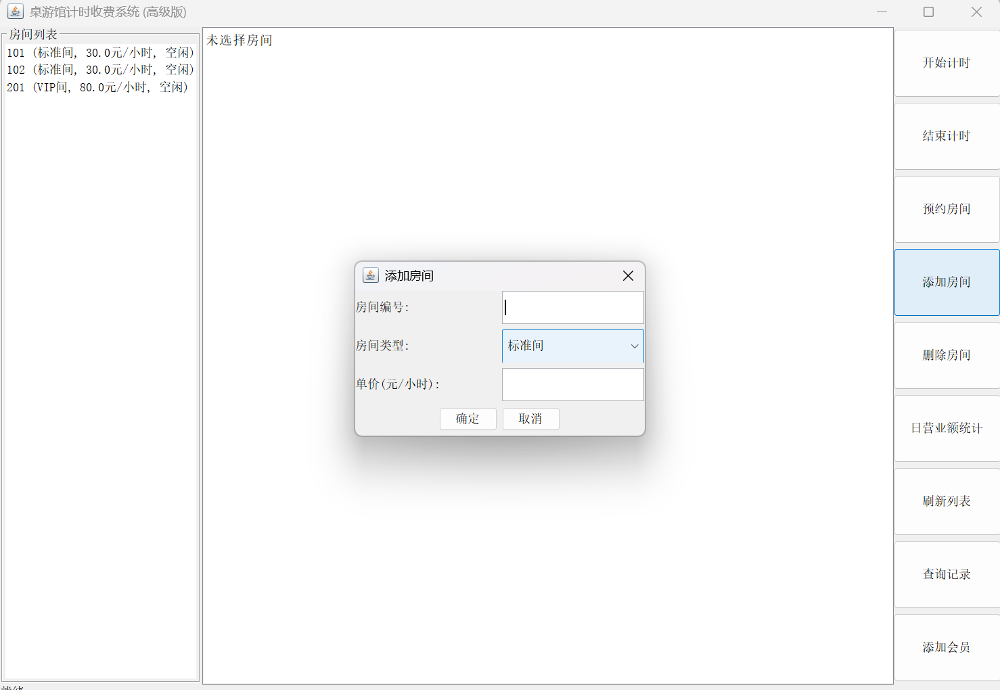 桌游馆计时收费系统 (高级版)
房间列表
101 (标准间, 30.0元/小时, 空闲)
102 (标准间, 30.0元/小时, 空闲)
201 (VIP间, 80.0元/小时, 空闲)
未选择房间
添加房间
房间编号:
房间类型:
标准间
单价(元/小时):
确定
取消
开始计时
结束计时
预约房间
添加房间
删除房间
日营业额统计
刷新列表
查询记录
添加会员